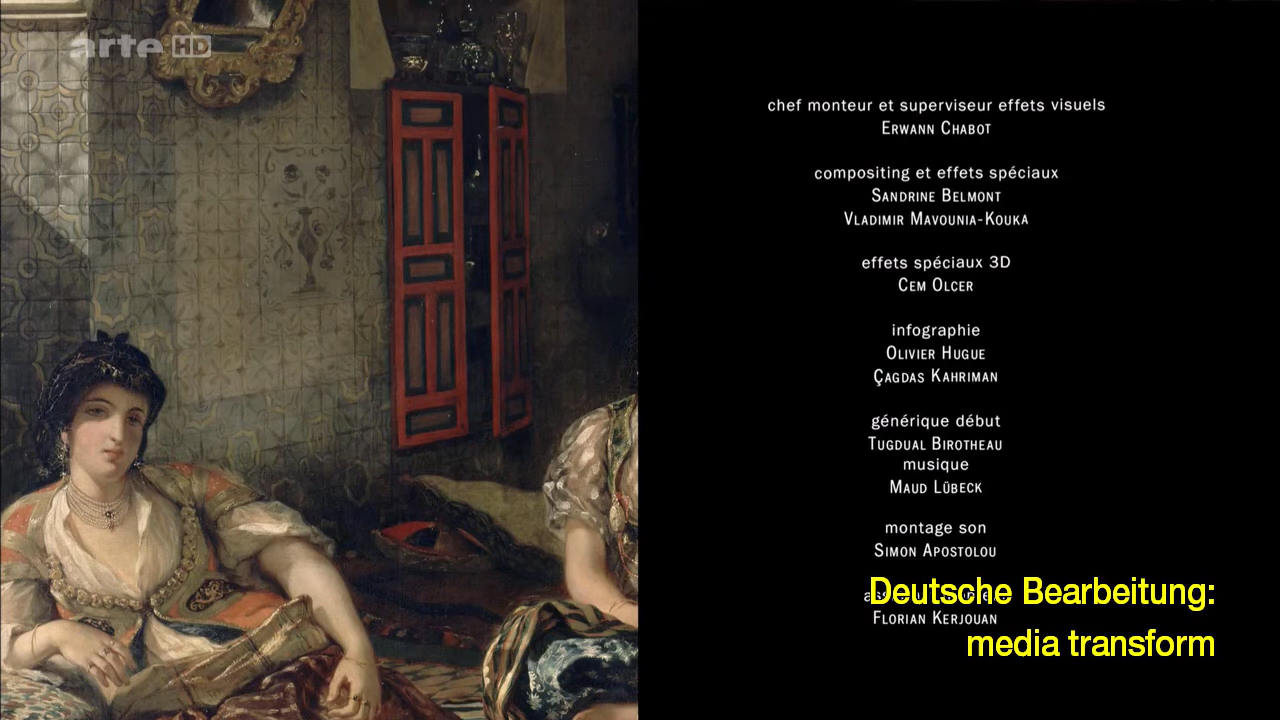 arte HD
chef monteur et superviseur effets visuels
Erwann Chabot
compositing et effets spéciaux
Sandrine Belmont
Vladimir Mavounia-Kouka
effets spéciaux 3D
Cem Olcer
infographie
Olivier Hugue
Çagdas Kahriman
générique début
Tugdual Birotheau
musique
Maud Lübeck
montage son
Simon Apostolou
Florian Kerjouan
Deutsche Bearbeitung:
media transform